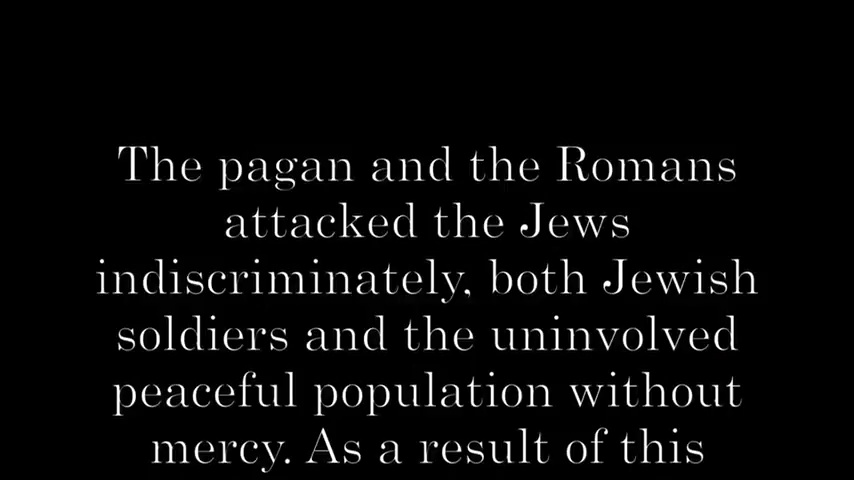 The pagan and the Romans
attacked the Jews
indiscriminately, both Jewish
soldiers and the uninvolved
peaceful population without
mercy. As a result of this